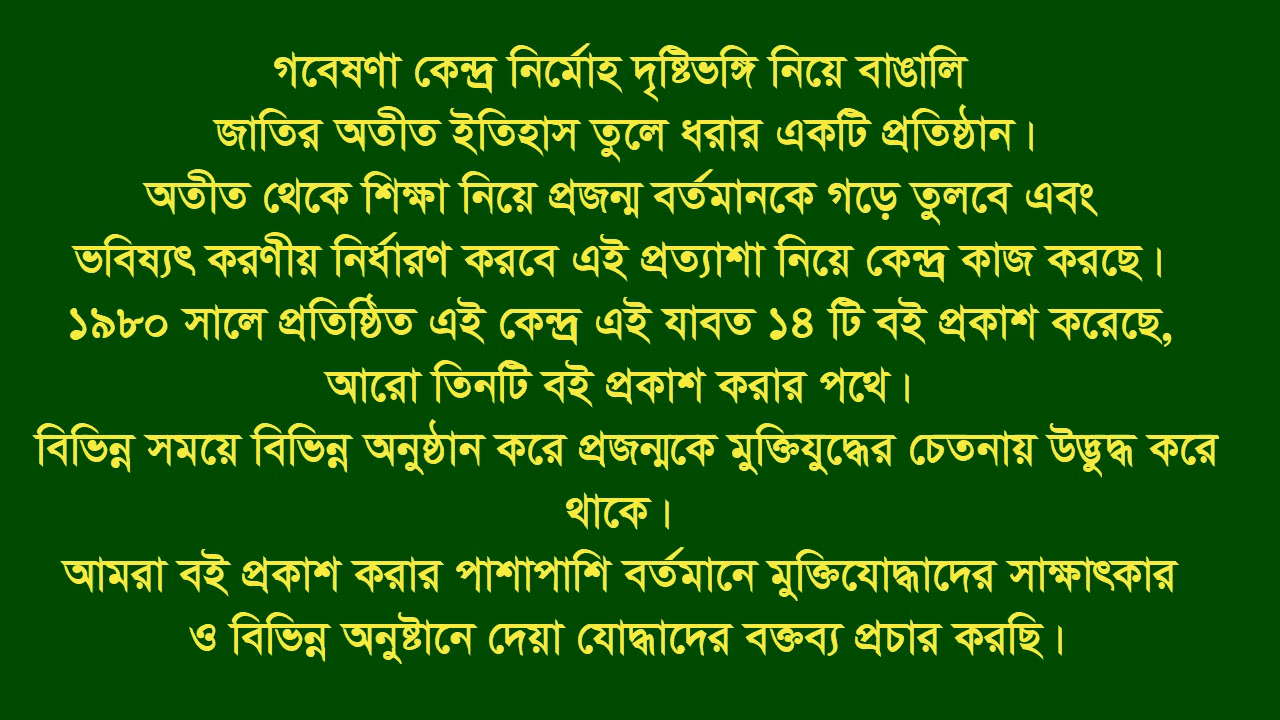 গবেষণা কেন্দ্র নির্মোহ দৃষ্টিভঙ্গি নিয়ে বাঙালি
জাতির অতীত ইতিহাস তুলে ধরার একটি প্রতিষ্ঠান।
অতীত থেকে শিক্ষা নিয়ে প্রজন্ম বর্তমানকে গড়ে তুলবে এবং
ভবিষ্যৎ করণীয় নির্ধারণ করবে এই প্রত্যাশা নিয়ে কেন্দ্র কাজ করছে।
১৯৮০ সালে প্রতিষ্ঠিত এই কেন্দ্র এই যাবত ১৪ টি বই প্রকাশ করেছে,
আরো তিনটি বই প্রকাশ করার পথে।
বিভিন্ন সময়ে বিভিন্ন অনুষ্ঠান করে প্রজন্মকে মুক্তিযুদ্ধের চেতনায় উদ্ভুদ্ধ করে
থাকে।
আমরা বই প্রকাশ করার পাশাপাশি বর্তমানে মুক্তিযোদ্ধাদের সাক্ষাৎকার
ও বিভিন্ন অনুষ্টানে দেয়া যোদ্ধাদের বক্তব্য প্রচার করছি।